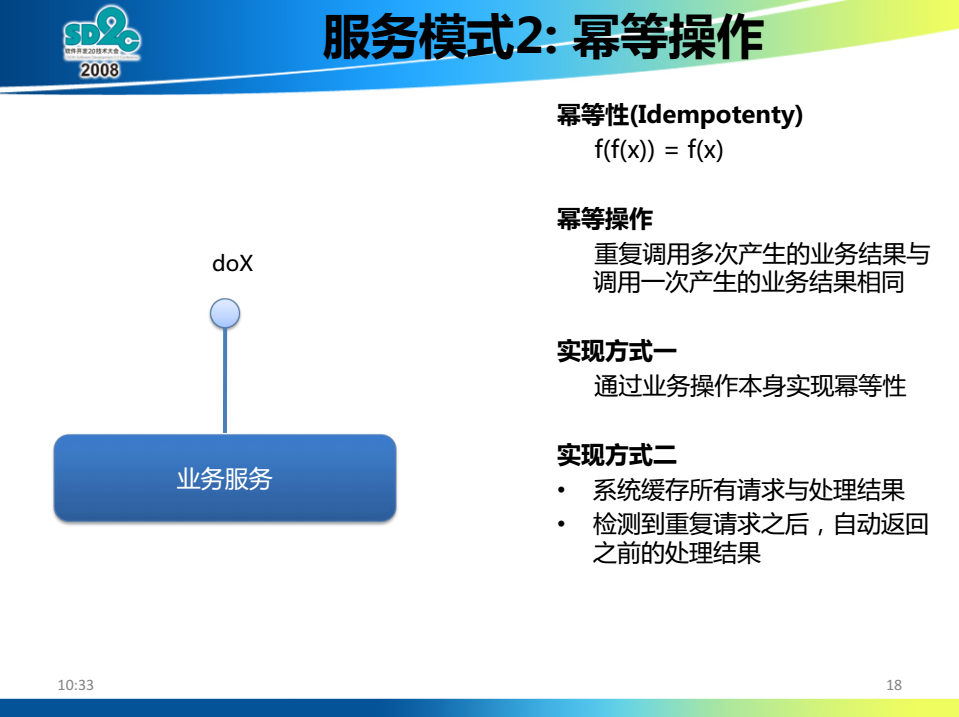 SD2C
软件开发2.0技术大会
2008
服务模式2: 幂等操作
幂等性(Idempotenty)
f(f(x)) = f(x)
幂等操作
重复调用多次产生的业务结果与
调用一次产生的业务结果相同
实现方式一
通过业务操作本身实现幂等性
实现方式二
• 系统缓存所有请求与处理结果
• 检测到重复请求之后，自动返回
之前的处理结果
doX
业务服务
10:33
18